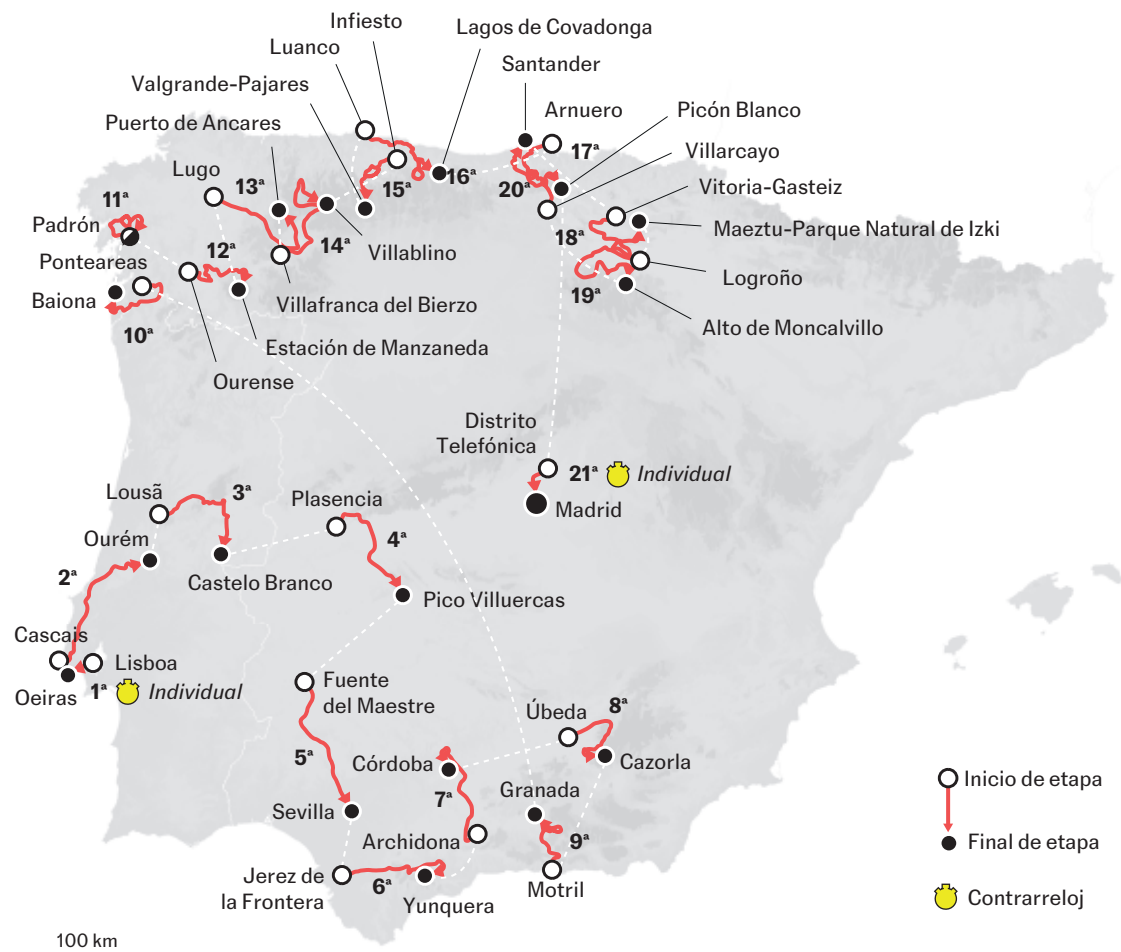 Infiesto
Luanco
Lagos de Covadonga
Santander
Valgrande-Pajares
Arnuero
Picón Blanco
Puerto de Ancares
17ª
Villarcayo
Lugo
13ª
15ª
16ª
20ª
Vitoria-Gasteiz
11ª
Padrón
Maeztu-Parque Natural de Izki
18ª
14ª
Villablino
12ª
Ponteareas
Logroño
19ª
Baiona
Villafranca del Bierzo
10ª
Alto de Moncalvillo
Estación de Manzaneda
Ourense
Distrito
Telefónica
21ª
Individual
Madrid
Lousã
3ª
Plasencia
Ourém
4ª
Castelo Branco
2ª
Pico Villuercas
Cascais
Lisboa
Oeiras
1ª
Individual
Fuente
del Maestre
Úbeda
8ª
5ª
Córdoba
Cazorla
7ª
Granada
Sevilla
Archidona
9ª
Jerez de
la Frontera
6ª
Yunquera
Motril
Inicio de etapa
Final de etapa
Contrarreloj
100 km